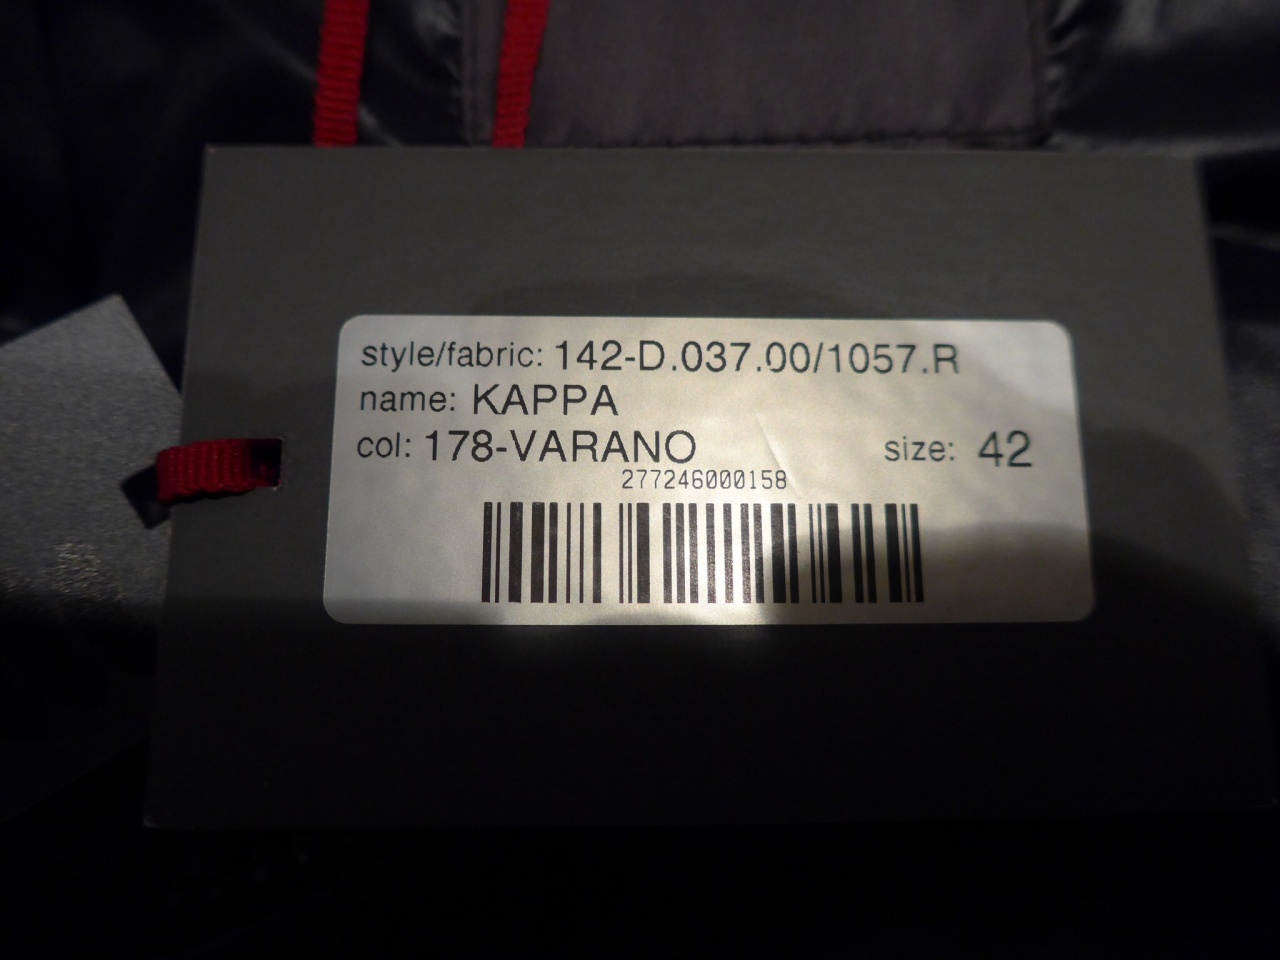 style/fabric: 142-D.037.00/1057.R
name: KAPPA
col: 178-VARANO size: 42
277246000158